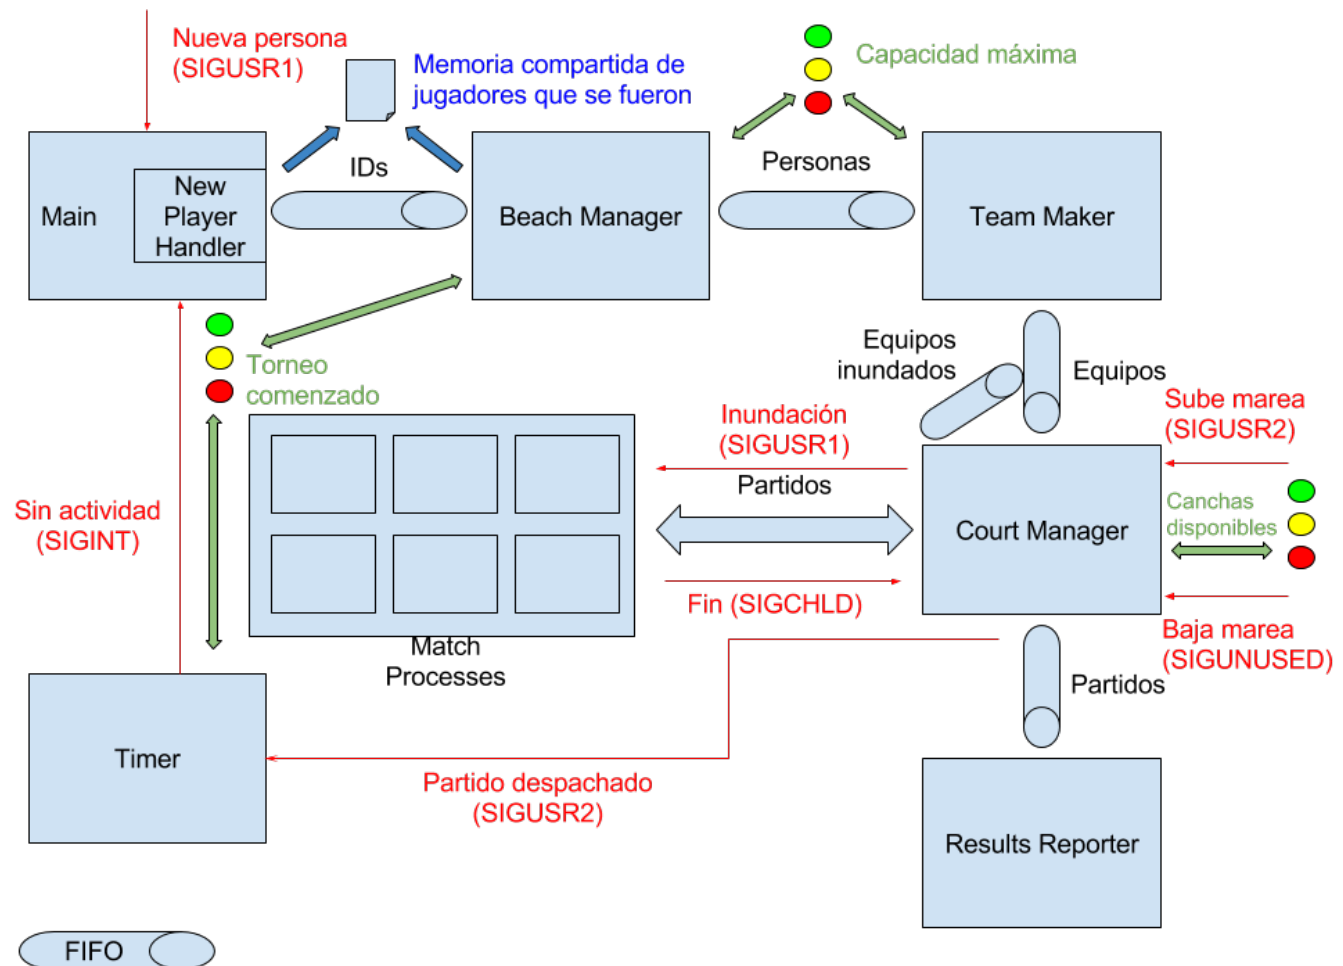 Nueva persona
(SIGUSR1)
Memoria compartida de
jugadores que se fueron
Capacidad máxima
Main
New
Player
Handler
IDs
Beach Manager
Personas
Team Maker
Torneo
comenzado
Equipos
inundados
Equipos
Sube marea
(SIGUSR2)
Inundación
(SIGUSR1)
Partidos
Sin actividad
(SIGINT)
Court Manager
Canchas
disponibles
Fin (SIGCHLD)
Baja marea
(SIGUNUSED)
Match
Processes
Partidos
Timer
Partido despachado
(SIGUSR2)
Results Reporter
FIFO